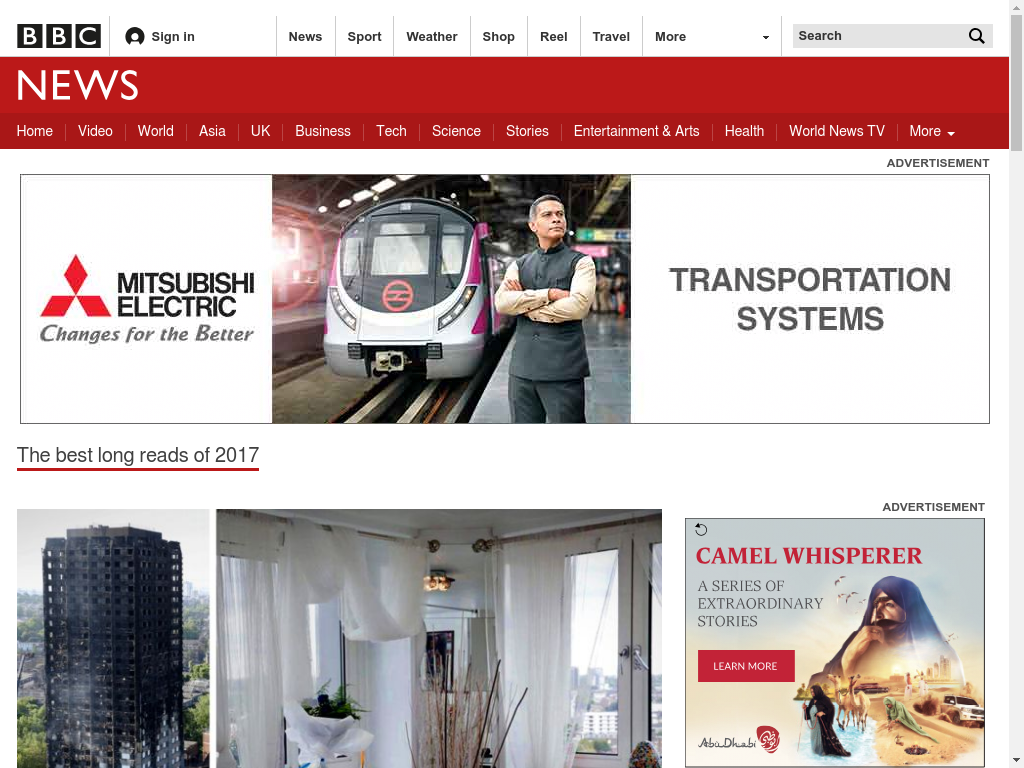 BBC
Sign in
News
Sport
Weather
Shop
Reel
Travel
More
Search
NEWS
Home
Video
World
Asia
UK
Business
Tech
Science
Stories
Entertainment & Arts
Health
World News TV
More
ADVERTISEMENT
MITSUBISHI
ELECTRIC
Changes for the Better
TRANSPORTATION
SYSTEMS
The best long reads of 2017
ADVERTISEMENT
CAMEL WHISPERER
A SERIES OF
EXTRAORDINARY
STORIES
LEARN MORE
Abu Dhabi